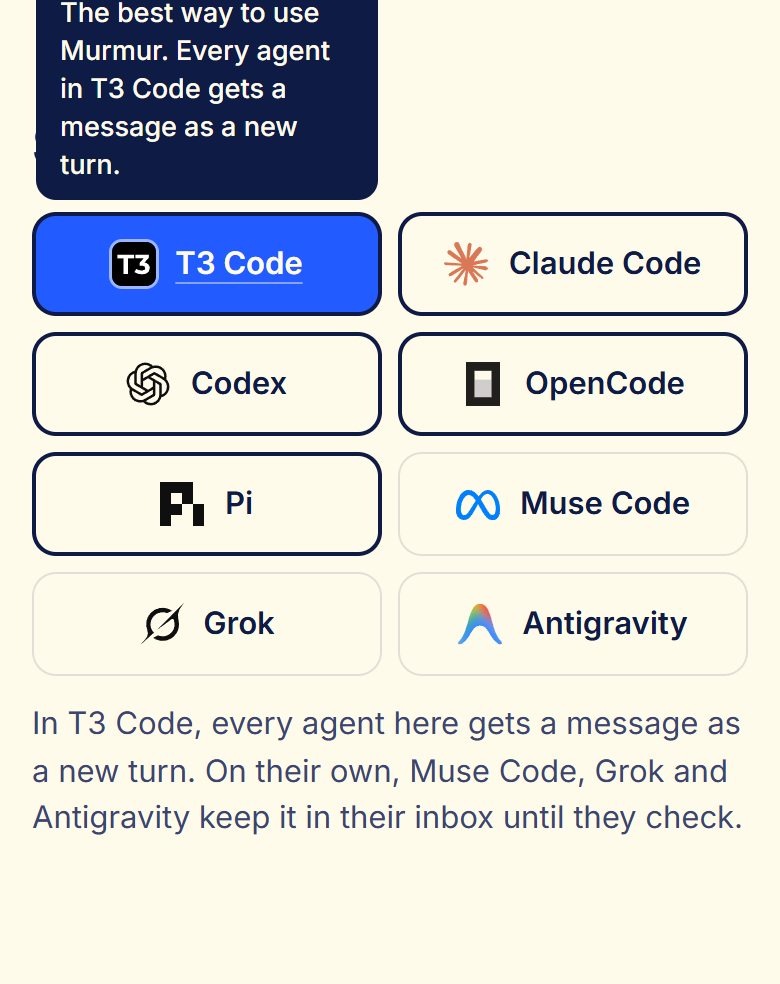 The best way to use
Murmur. Every agent
in T3 Code gets a
message as a new
turn.
T3 T3 Code
Claude Code
Codex
OpenCode
Pi
Muse Code
Grok
Antigravity
In T3 Code, every agent here gets a message as
a new turn. On their own, Muse Code, Grok and
Antigravity keep it in their inbox until they check.